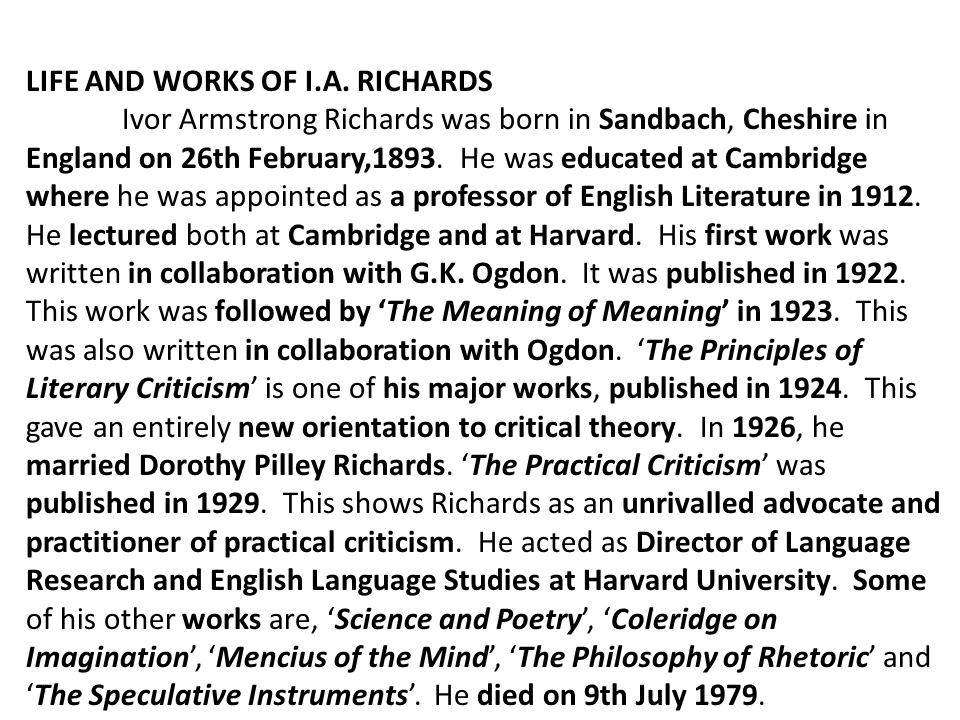 LIFE AND WORKS OF I.A. RICHARDS
Ivor Armstrong Richards was born in Sandbach, Cheshire in
England on 26th February,1893. He was educated at Cambridge
where he was appointed as a professor of English Literature in 1912.
He lectured both at Cambridge and at Harvard. His first work was
written in collaboration with G.K. Ogdon. It was published in 1922.
This work was followed by ‘The Meaning of Meaning’ in 1923. This
was also written in collaboration with Ogdon. ‘The Principles of
Literary Criticism’ is one of his major works, published in 1924. This
gave an entirely new orientation to critical theory. In 1926, he
married Dorothy Pilley Richards. ‘The Practical Criticism’ was
published in 1929. This shows Richards as an unrivalled advocate and
practitioner of practical criticism. He acted as Director of Language
Research and English Language Studies at Harvard University. Some
of his other works are, ‘Science and Poetry’, ‘Coleridge on
Imagination’, ‘Mencius of the Mind’, ‘The Philosophy of Rhetoric’ and
‘The Speculative Instruments’. He died on 9th July 1979.